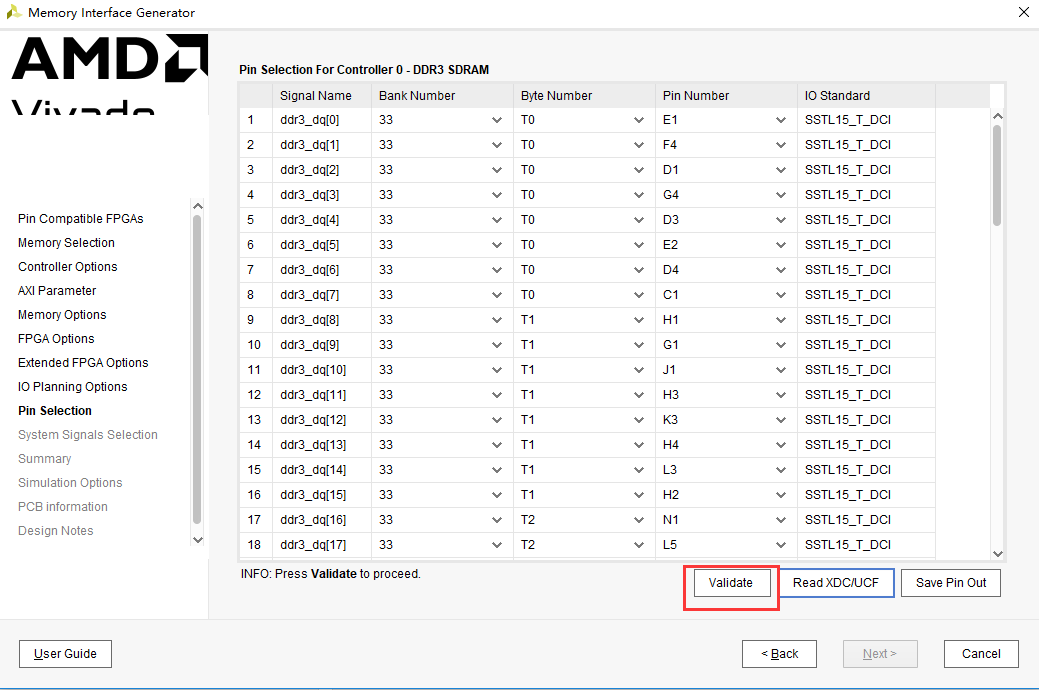 Memory Interface Generator
AMD
Vivado
Pin Compatible FPGAs
Memory Selection
Controller Options
AXI Parameter
Memory Options
FPGA Options
Extended FPGA Options
IO Planning Options
Pin Selection
System Signals Selection
Summary
Simulation Options
PCB information
Design Notes
Pin Selection For Controller 0 - DDR3 SDRAM
Signal Name Bank Number Byte Number Pin Number IO Standard
1 ddr3_dq[0] 33 T0 E1 SSTL15_T_DCI
2 ddr3_dq[1] 33 T0 F4 SSTL15_T_DCI
3 ddr3_dq[2] 33 T0 D1 SSTL15_T_DCI
4 ddr3_dq[3] 33 T0 G4 SSTL15_T_DCI
5 ddr3_dq[4] 33 T0 D3 SSTL15_T_DCI
6 ddr3_dq[5] 33 T0 E2 SSTL15_T_DCI
7 ddr3_dq[6] 33 T0 D4 SSTL15_T_DCI
8 ddr3_dq[7] 33 T0 C1 SSTL15_T_DCI
9 ddr3_dq[8] 33 T1 H1 SSTL15_T_DCI
10 ddr3_dq[9] 33 T1 G1 SSTL15_T_DCI
11 ddr3_dq[10] 33 T1 J1 SSTL15_T_DCI
12 ddr3_dq[11] 33 T1 H3 SSTL15_T_DCI
13 ddr3_dq[12] 33 T1 K3 SSTL15_T_DCI
14 ddr3_dq[13] 33 T1 H4 SSTL15_T_DCI
15 ddr3_dq[14] 33 T1 L3 SSTL15_T_DCI
16 ddr3_dq[15] 33 T1 H2 SSTL15_T_DCI
17 ddr3_dq[16] 33 T2 N1 SSTL15_T_DCI
18 ddr3_dq[17] 33 T2 L5 SSTL15_T_DCI
INFO: Press Validate to proceed.
Validate Read XDC/UCF Save Pin Out
User Guide < Back Next > Cancel